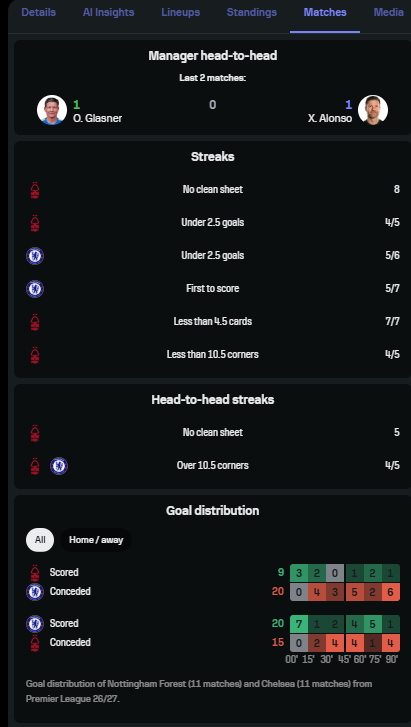 Details AI Insights Lineups Standings Matches Media
Manager head-to-head
Last 2 matches:
1 0 1
O. Glasner X. Alonso
Streaks
No clean sheet 8
Under 2.5 goals 4/5
Under 2.5 goals 5/6
First to score 5/7
Less than 4.5 cards 7/7
Less than 10.5 corners 4/5
Head-to-head streaks
No clean sheet 5
Over 10.5 corners 4/5
Goal distribution
All Home / away
Scored 9 3 2 0 1 2 1
Conceded 20 0 4 3 5 2 6
Scored 20 7 1 2 4 5 1
Conceded 15 0 2 4 4 1 4
00' 15' 30' 45' 60' 75' 90'
Goal distribution of Nottingham Forest (11 matches) and Chelsea (11 matches) from
Premier League 26/27.